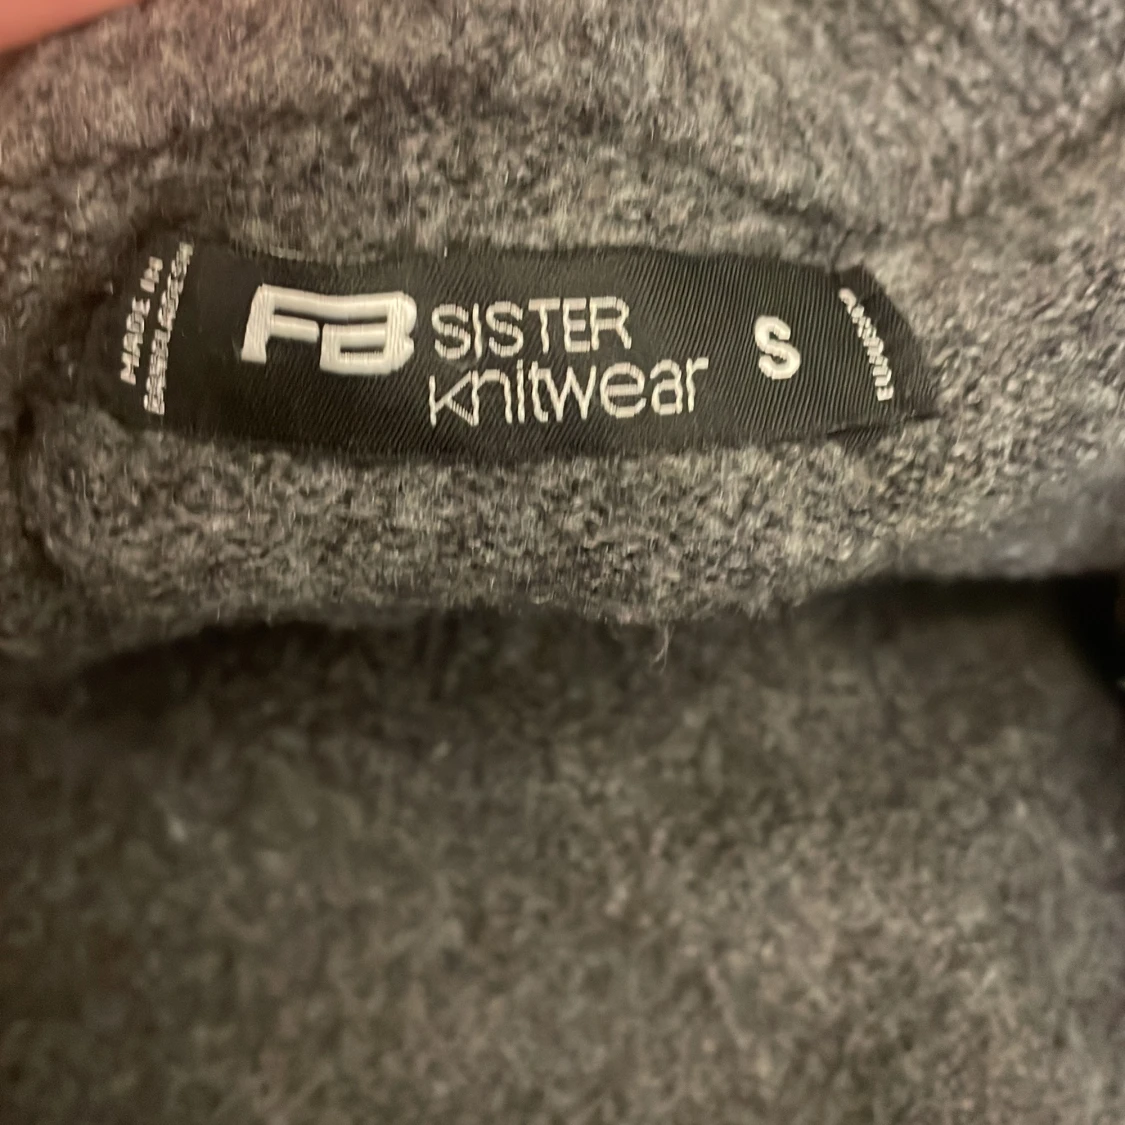 MADE IN
BANGLADESH
FB SISTER
knitwear
S